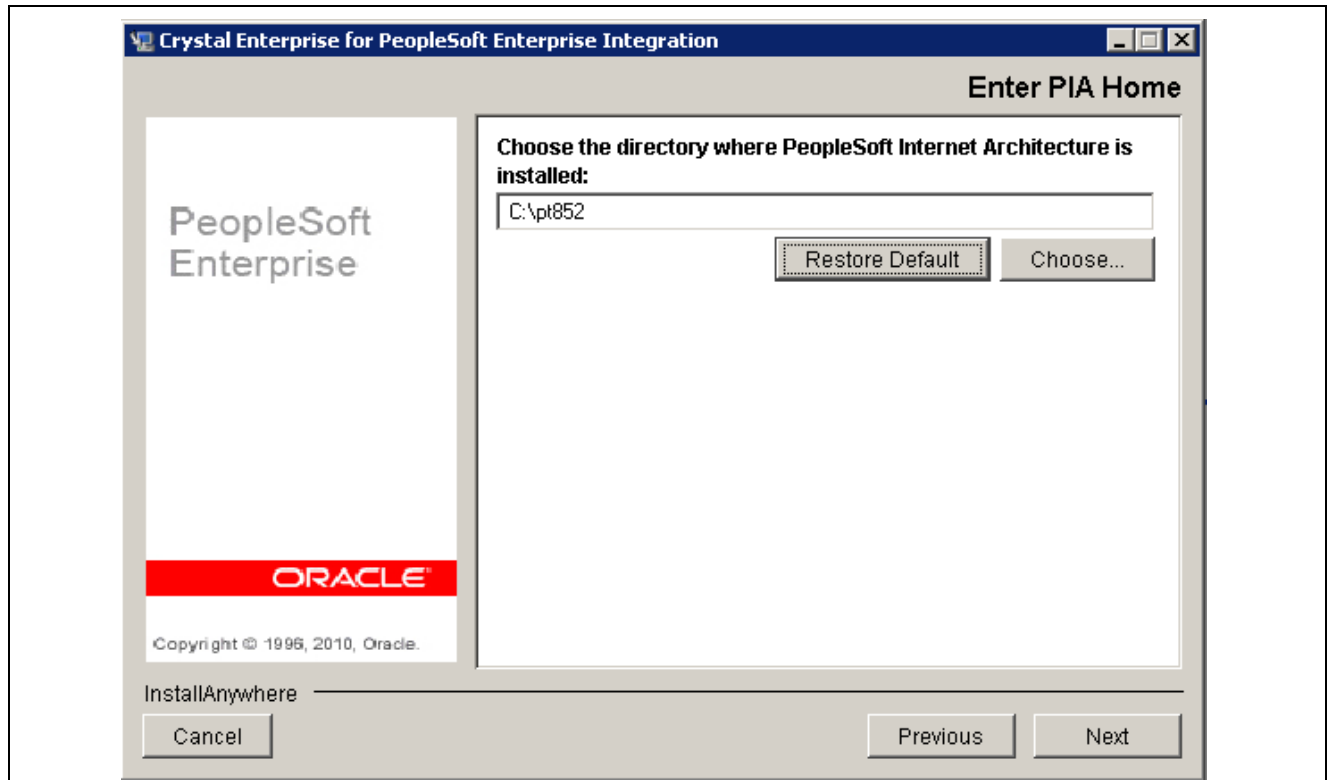 Crystal Enterprise for PeopleSoft Enterprise Integration
Enter PIA Home
Choose the directory where PeopleSoft Internet Architecture is
installed:
C:\pt852
Restore Default
Choose...
PeopleSoft
Enterprise
ORACLE
Copyright © 1996, 2010, Oracle.
InstallAnywhere
Cancel
Previous
Next